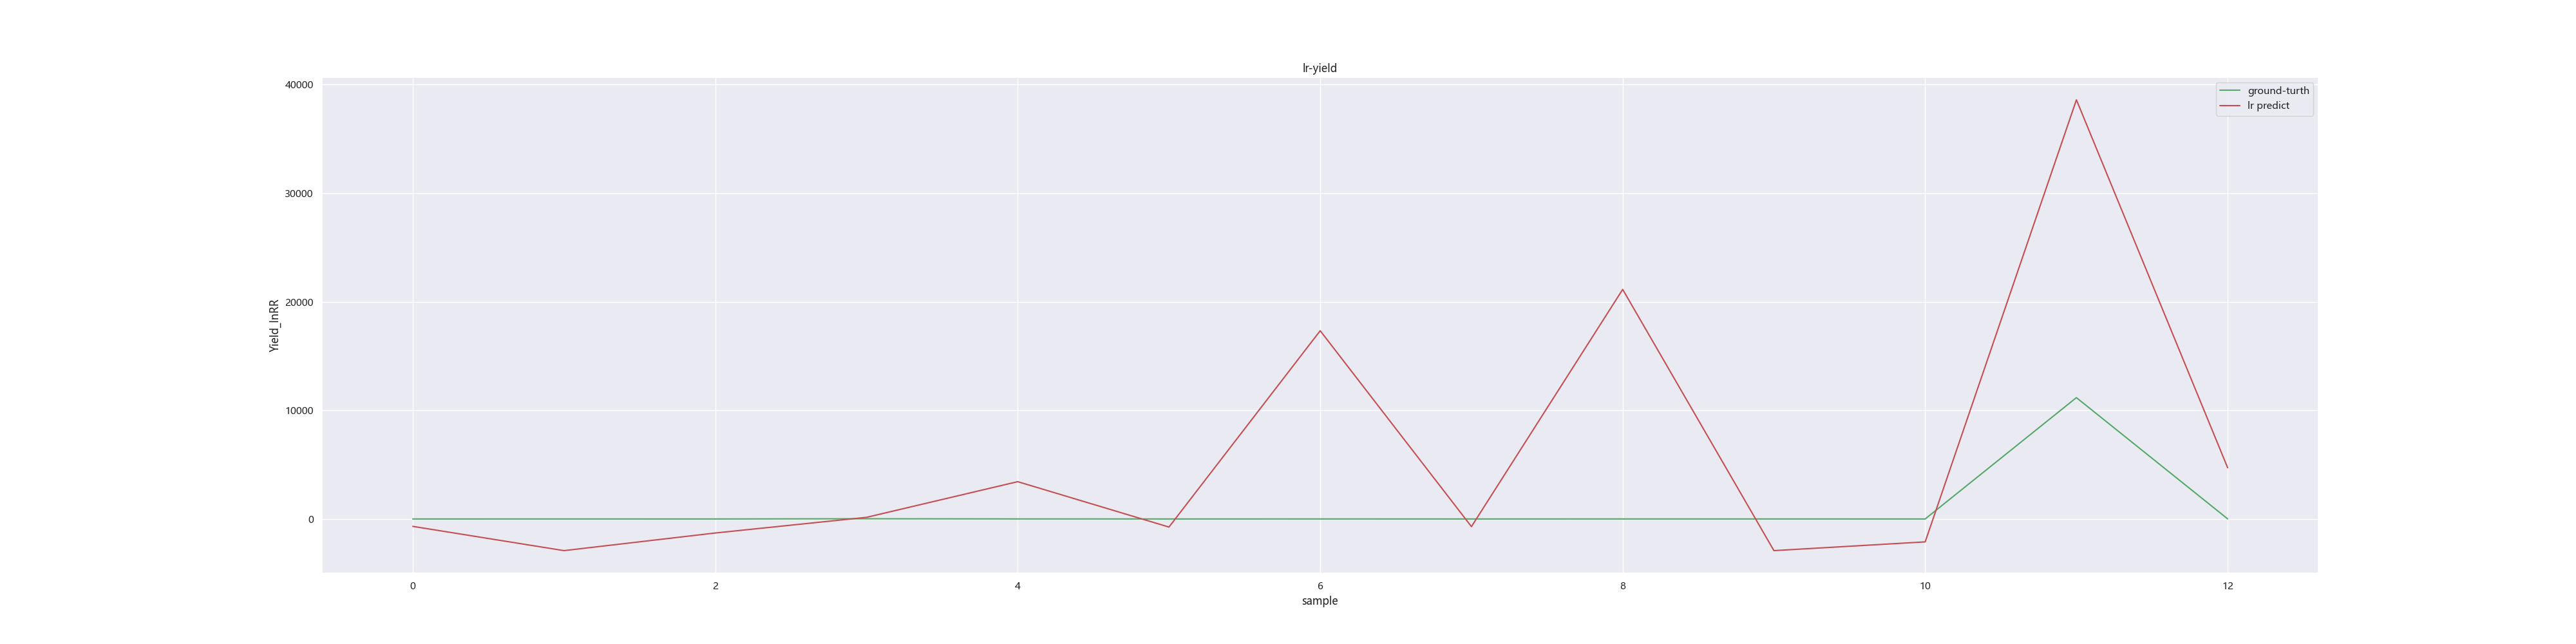 lr-yield
ground-turth
lr predict
Yield_lnRR
40000
30000
20000
10000
0
0 2 4 6 8 10 12
sample